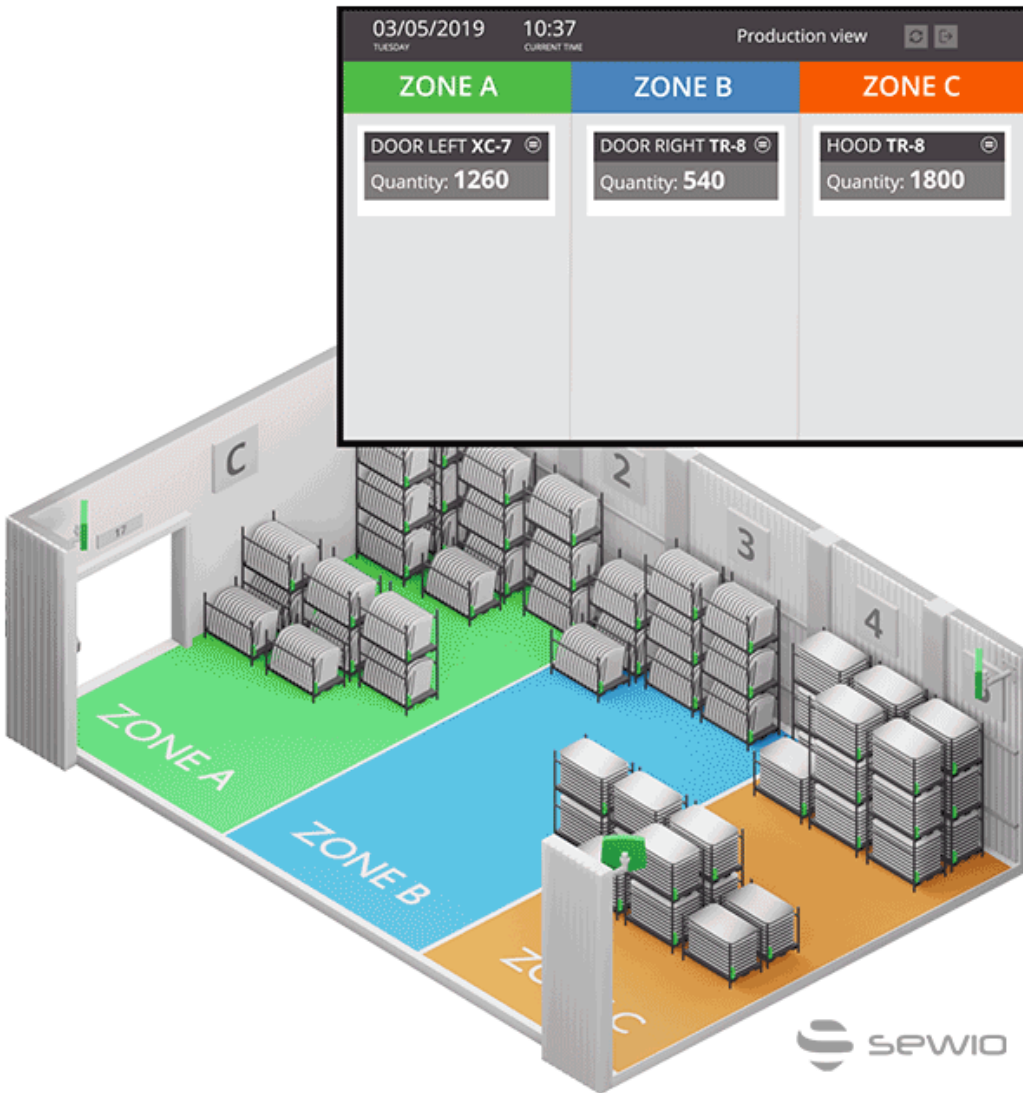 03/05/2019 10:37 Production view
TUESDAY CURRENT TIME
ZONE A ZONE B ZONE C
DOOR LEFT XC-7 DOOR RIGHT TR-8 HOOD TR-8
Quantity: 1260 Quantity: 540 Quantity: 1800
C
2
3
4
17
ZONE A
ZONE B
sewio